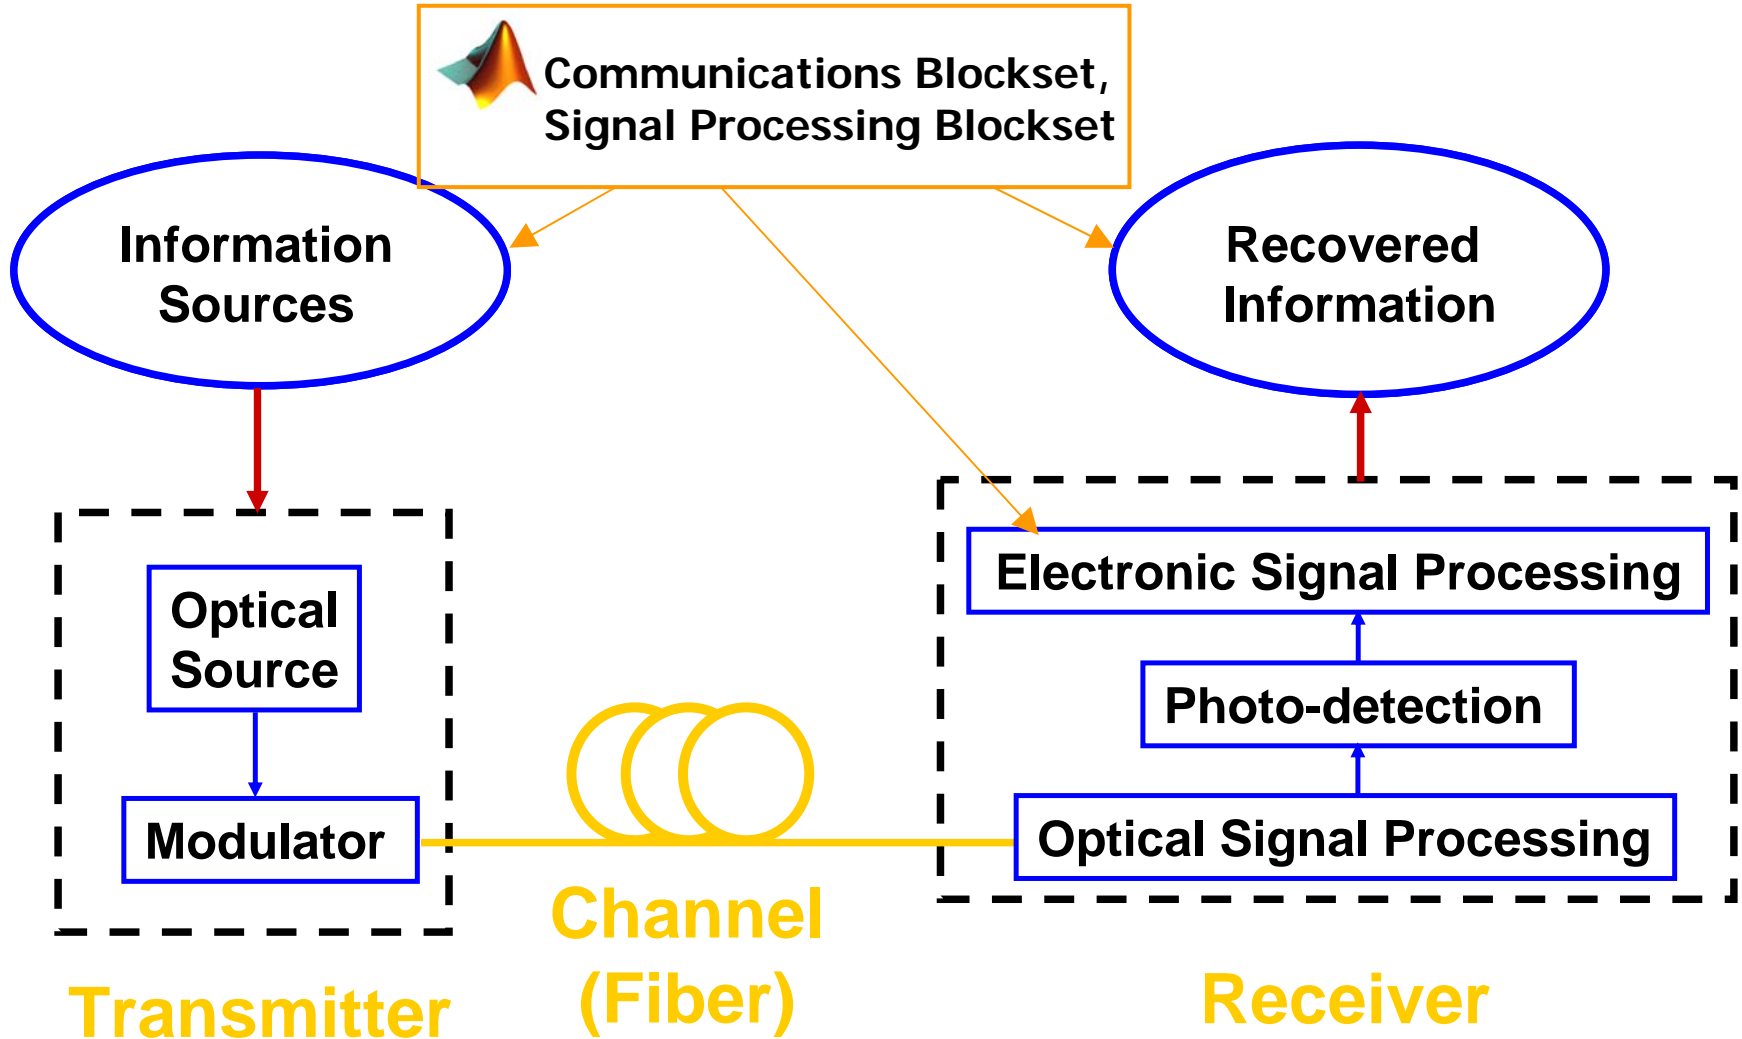 Communications Blockset,
Signal Processing Blockset
Information
Sources
Recovered
Information
Optical
Source
Modulator
Electronic Signal Processing
Photo-detection
Optical Signal Processing
Channel
(Fiber)
Transmitter
Receiver